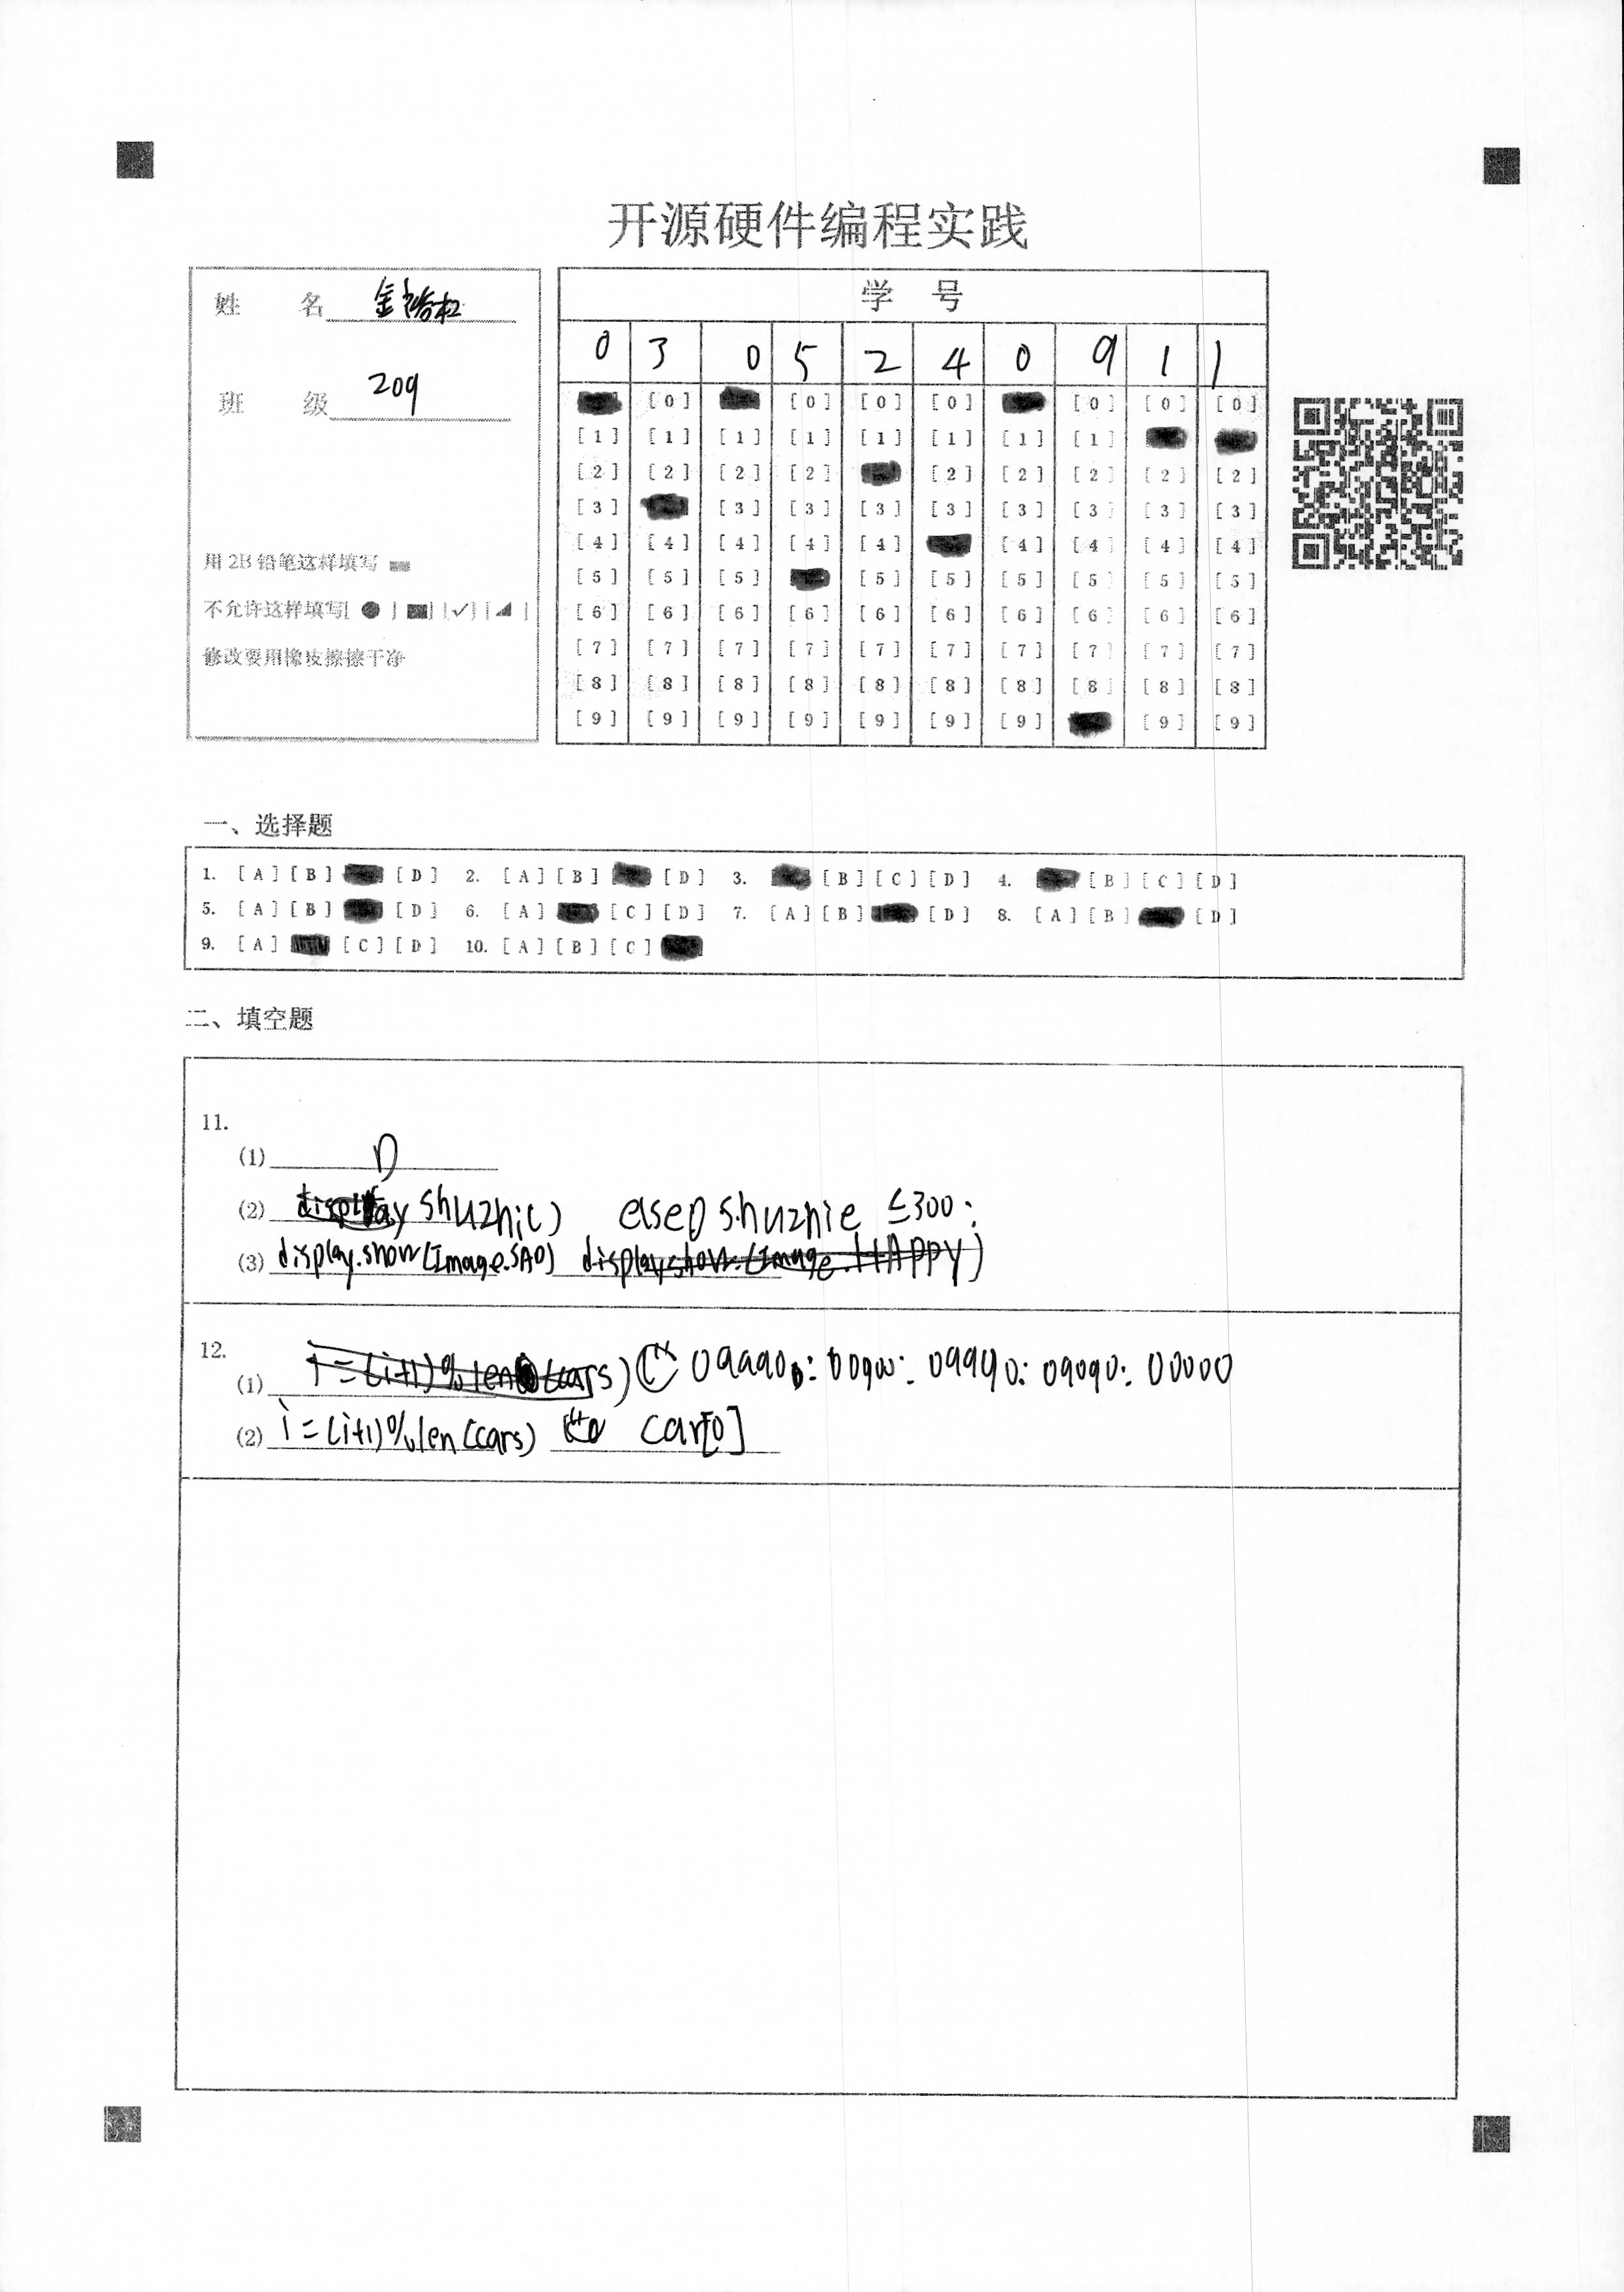 开源硬件编程实践
姓 名
班 级 209
用 2B 铅笔这样填写
不允许这样填写[ ● ] [■] [✓] [◢ ]
修改要用橡皮擦擦干净
学 号
0 3 0 5 2 4 0 9 1 1
[0] [0] [0] [0] [0] [0]
[1] [1] [1] [1] [1] [1] [1] [1]
[2] [2] [2] [2] [2] [2] [2] [2] [2]
[3] [3] [3] [3] [3] [3] [3] [3] [3]
[4] [4] [4] [4] [4] [4] [4] [4] [4]
[5] [5] [5] [5] [5] [5] [5] [5] [5]
[6] [6] [6] [6] [6] [6] [6] [6] [6] [6]
[7] [7] [7] [7] [7] [7] [7] [7] [7] [7]
[8] [8] [8] [8] [8] [8] [8] [8] [8] [8]
[9] [9] [9] [9] [9] [9] [9] [9] [9]
一、选择题
1. [A] [B] [D] 2. [A] [B] [D] 3. [B] [C] [D] 4. [B] [C] [D]
5. [A] [B] [D] 6. [A] [C] [D] 7. [A] [B] [D] 8. [A] [B] [D]
9. [A] [C] [D] 10. [A] [B] [C]
二、填空题
11.
(1)
(2) display shuzhi() ≤300:
(3) display.show(Image.SAD) display.show(Image.HAPPY)
12.
(1) i=(i+1)%len(cars) 09990: 00900: 09990: 09090: 00000
(2) i=(i+1)%len(cars) car[0]